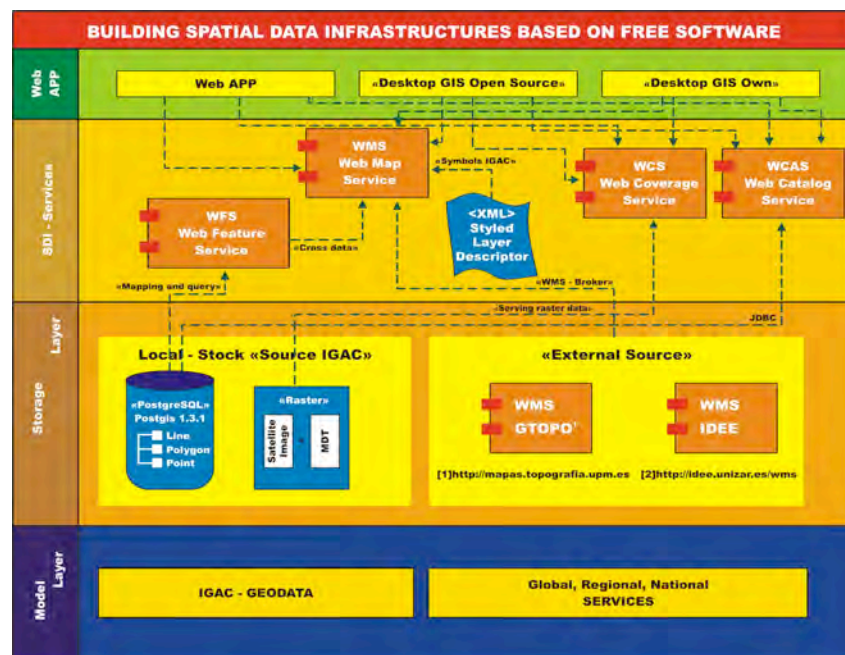 BUILDING SPATIAL DATA INFRASTRUCTURES BASED ON FREE SOFTWARE
Web
APP
Web APP
«Desktop GIS Open Source»
«Desktop GIS Own»
SDI - Services
WMS
Web Map
Service
«Symbols IGAC»
WCS
Web Coverage
Service
WCAS
Web Catalog
Service
WFS
Web Feature
Service
«Cross data»
<XML>
Styled
Layer
Descriptor
«Mapping and query»
«WMS - Broker»
«Serving raster data»
JDBC
Storage
Layer
Local - Stock «Source IGAC»
«PostgreSQL»
Postgis 1.3.1
Line
Polygon
Point
«Raster»
Satellite
Image
MDT
«External Source»
WMS
GTOPO'
WMS
IDEE
[1]http://mapas.topografia.upm.es
[2]http://idee.unizar.es/wms
Model
Layer
IGAC - GEODATA
Global, Regional, National
SERVICES